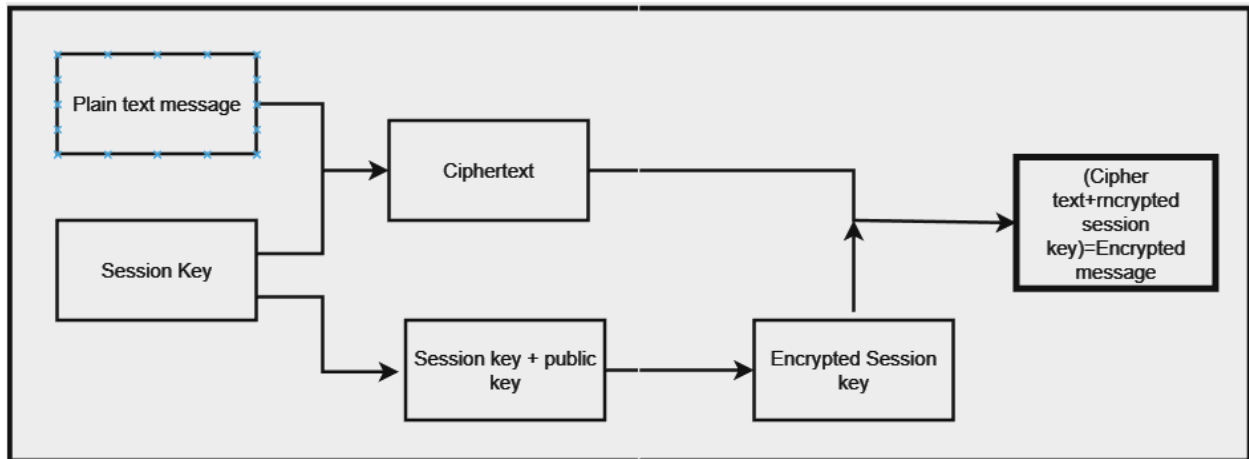 Plain text message
Ciphertext
(Cipher
text+rncrypted
session
key)=Encrypted
message
Session Key
Session key + public
key
Encrypted Session
key